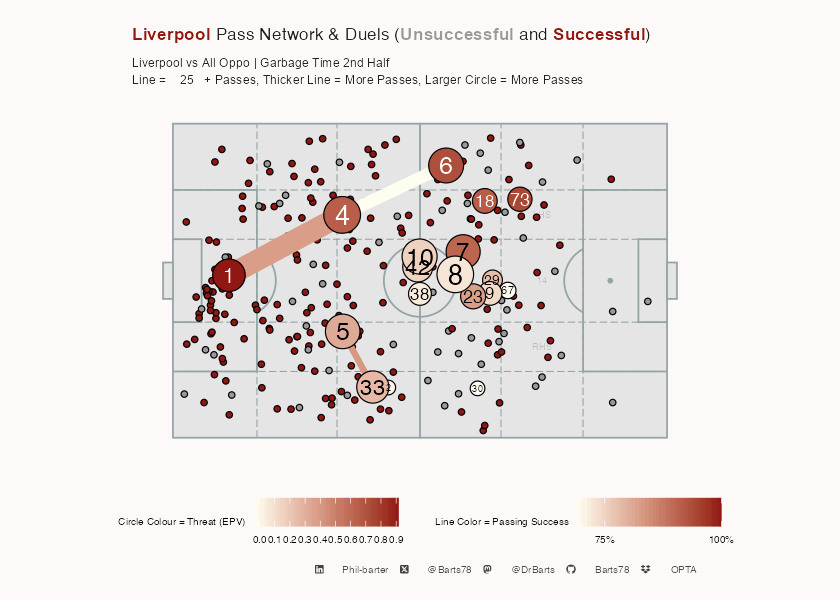 Liverpool Pass Network & Duels (Unsuccessful and Successful)
Liverpool vs All Oppo | Garbage Time 2nd Half
Line = 25 + Passes, Thicker Line = More Passes, Larger Circle = More Passes
6
18
73
4
HS
10
7
42
1
8
29
14
38
23
9
67
5
RHS
33
2
30
Circle Colour = Threat (EPV)
0.0 0.1 0.2 0.3 0.4 0.5 0.6 0.7 0.8 0.9
Line Color = Passing Success
75% 100%
Phil-barter @Barts78 @DrBarts Barts78 OPTA